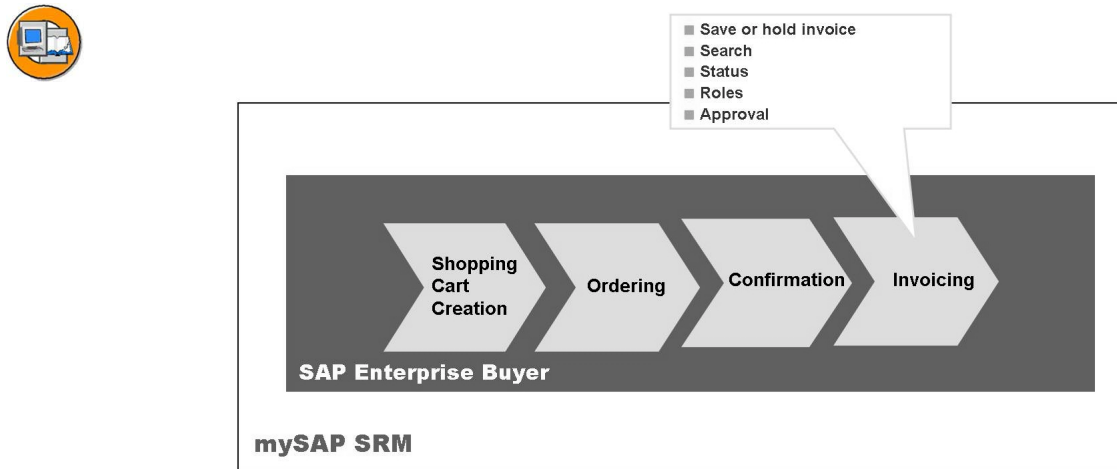 Save or hold invoice
Search
Status
Roles
Approval
Shopping
Cart
Creation
Ordering
Confirmation
Invoicing
SAP Enterprise Buyer
mySAP SRM